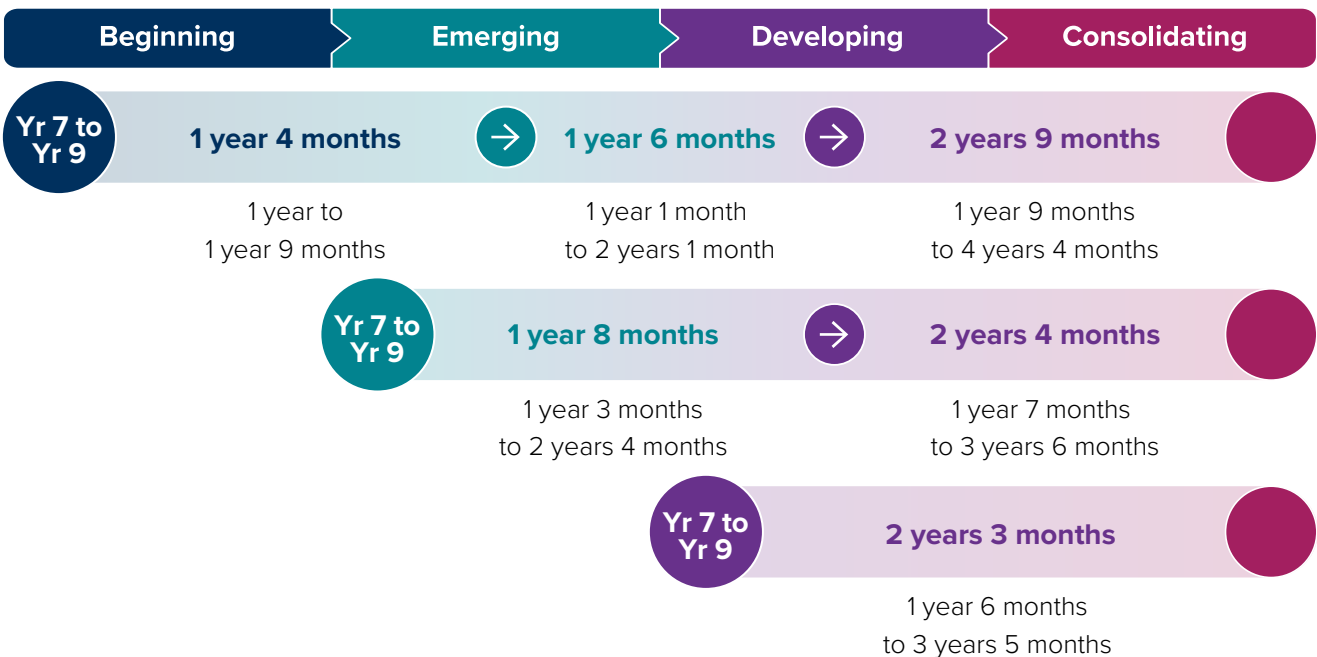 Beginning
Emerging
Developing
Consolidating
Yr 7 to
Yr 9
1 year 4 months
1 year 6 months
2 years 9 months
1 year to
1 year 9 months
1 year 1 month
to 2 years 1 month
1 year 9 months
to 4 years 4 months
Yr 7 to
Yr 9
1 year 8 months
2 years 4 months
1 year 3 months
to 2 years 4 months
1 year 7 months
to 3 years 6 months
Yr 7 to
Yr 9
2 years 3 months
1 year 6 months
to 3 years 5 months